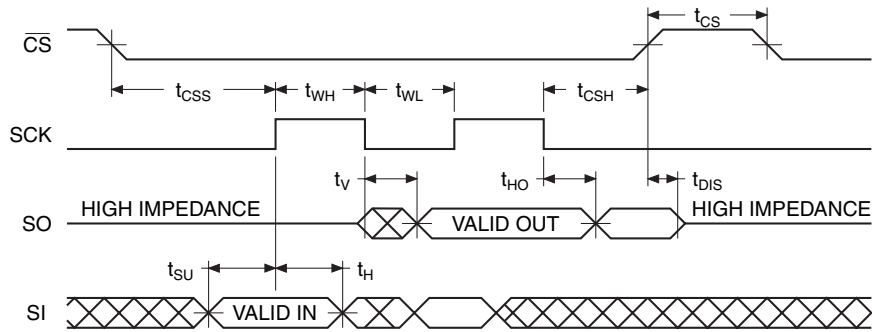 t_CS
C̅S̅
t_CSS t_WH t_WL t_CSH
SCK
t_V t_HO t_DIS
SO HIGH IMPEDANCE VALID OUT HIGH IMPEDANCE
t_SU t_H
SI VALID IN